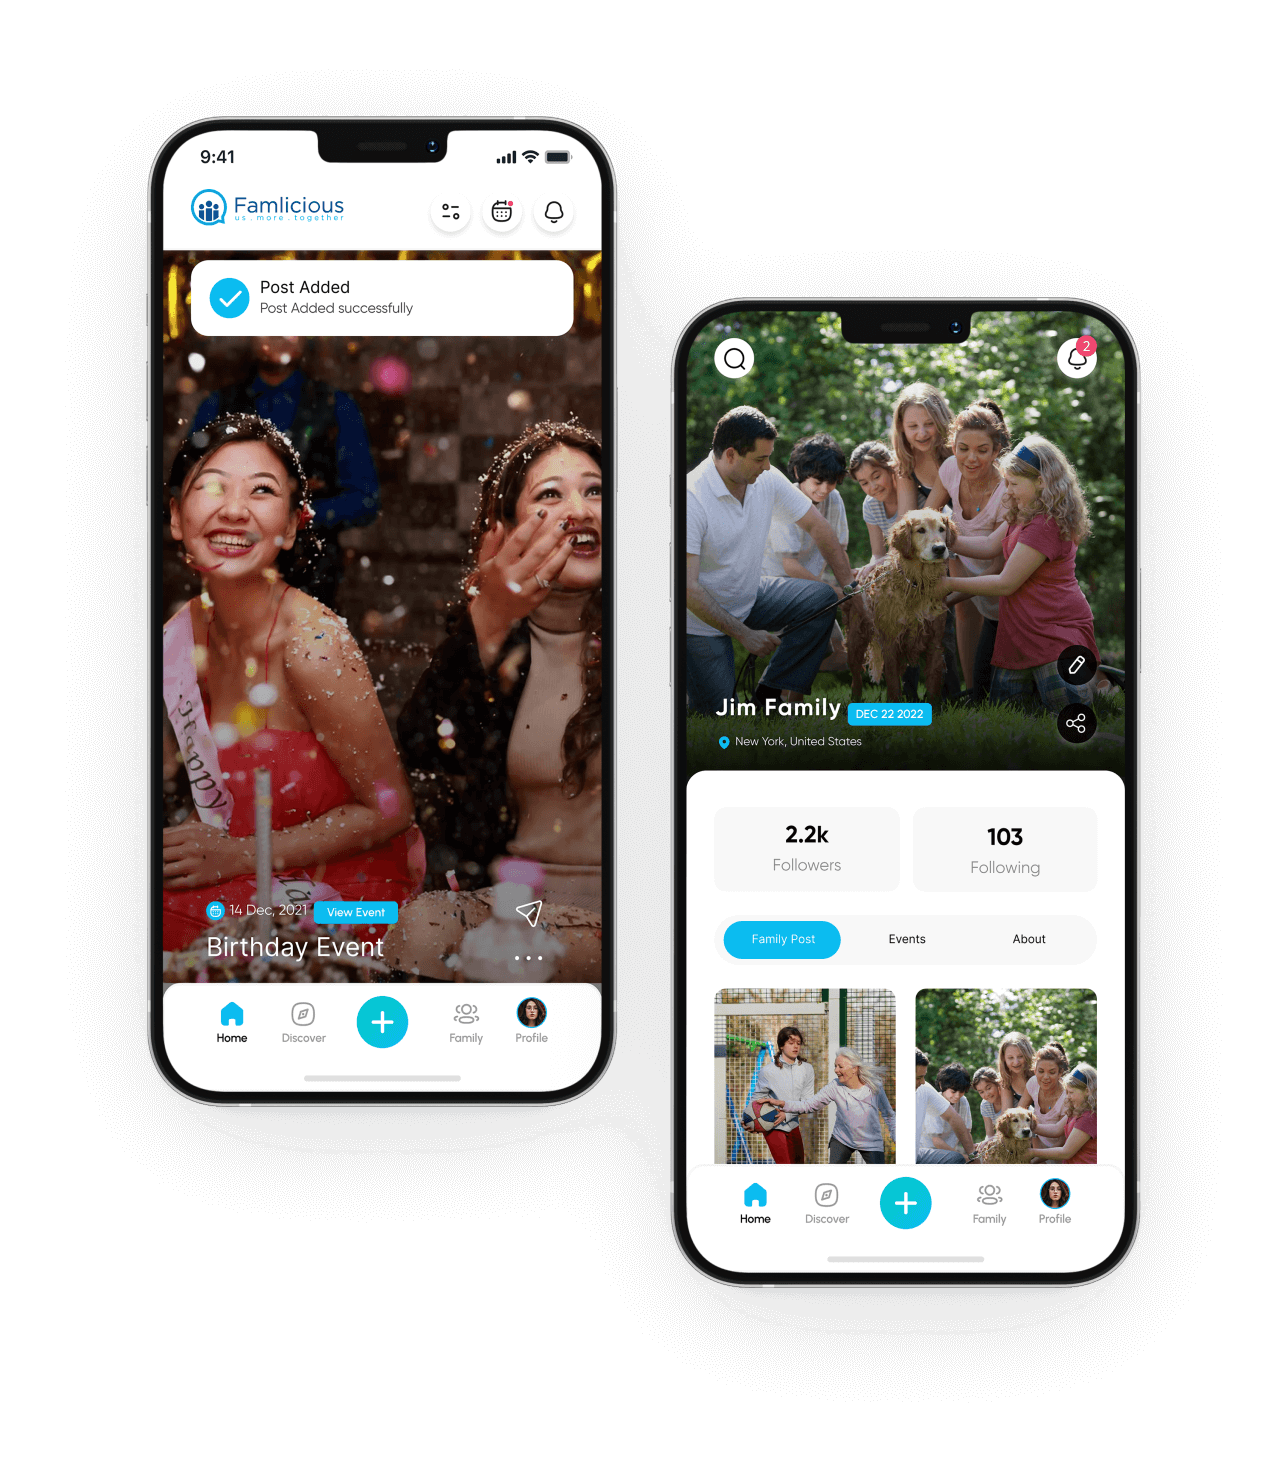 9:41
Famlicious
us . more . together
Post Added
Post Added successfully
Happy
14 Dec, 2021 View Event
Birthday Event
Home Discover Family Profile
2
Jim Family DEC 22 2022
New York, United States
2.2k 103
Followers Following
Family Post Events About
Home Discover Family Profile